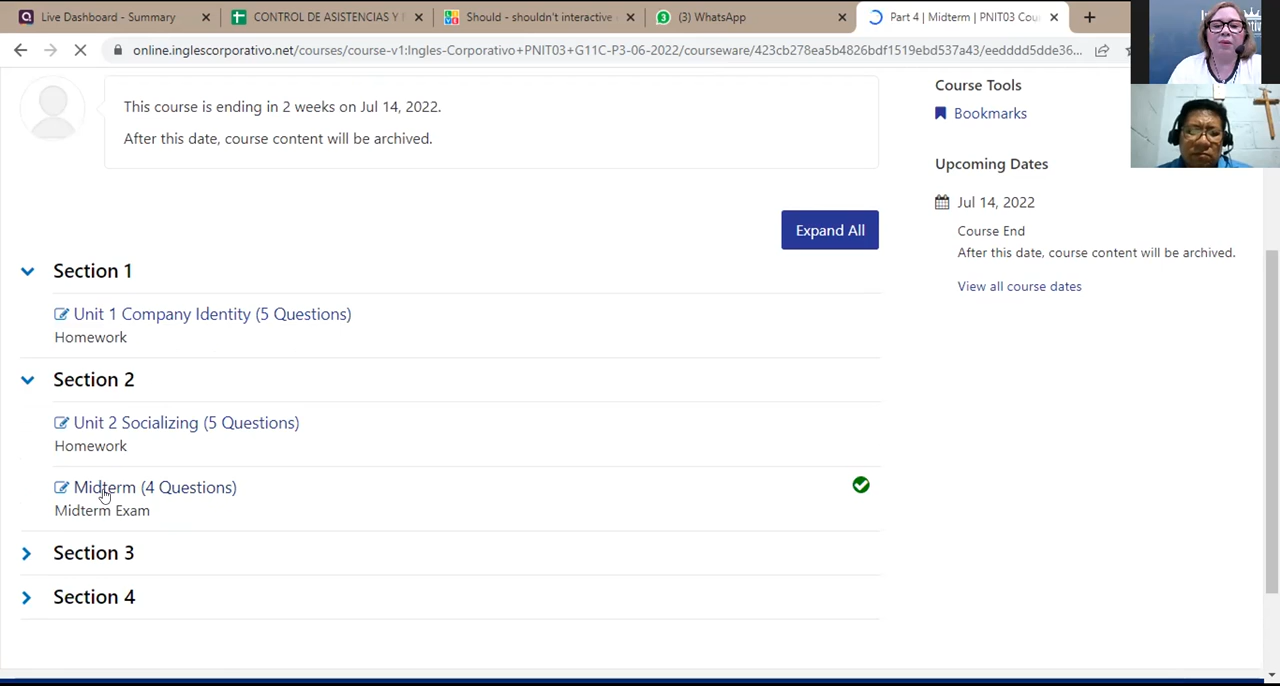 Live Dashboard - Summary
CONTROL DE ASISTENCIAS Y
Should - shouldn't interactive
(3) WhatsApp
Part 4 | Midterm | PNIT03 Cou
online.inglescorporativo.net/courses/course-v1:Ingles-Corporativo+PNIT03+G11C-P3-06-2022/courseware/423cb278ea5b4826bdf1519ebd537a43/eedddd5dde36...
This course is ending in 2 weeks on Jul 14, 2022.
After this date, course content will be archived.
Course Tools
Bookmarks
Upcoming Dates
Jul 14, 2022
Course End
After this date, course content will be archived.
View all course dates
Expand All
Section 1
Unit 1 Company Identity (5 Questions)
Homework
Section 2
Unit 2 Socializing (5 Questions)
Homework
Midterm (4 Questions)
Midterm Exam
Section 3
Section 4